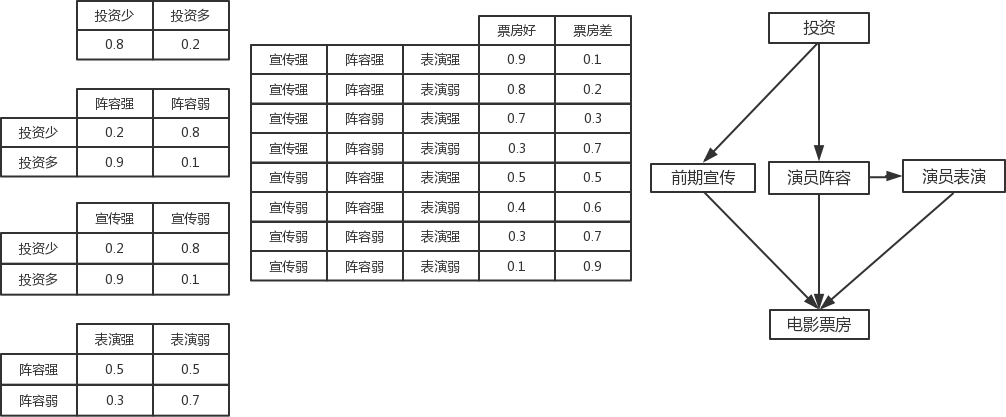 投资少 投资多
0.8 0.2
阵容强 阵容弱
投资少 0.2 0.8
投资多 0.9 0.1
宣传强 宣传弱
投资少 0.2 0.8
投资多 0.9 0.1
表演强 表演弱
阵容强 0.5 0.5
阵容弱 0.3 0.7
票房好 票房差
宣传强 阵容强 表演强 0.9 0.1
宣传强 阵容强 表演弱 0.8 0.2
宣传强 阵容弱 表演强 0.7 0.3
宣传强 阵容弱 表演弱 0.3 0.7
宣传弱 阵容强 表演强 0.5 0.5
宣传弱 阵容强 表演弱 0.4 0.6
宣传弱 阵容弱 表演强 0.3 0.7
宣传弱 阵容弱 表演弱 0.1 0.9
投资
前期宣传 演员阵容 演员表演
电影票房